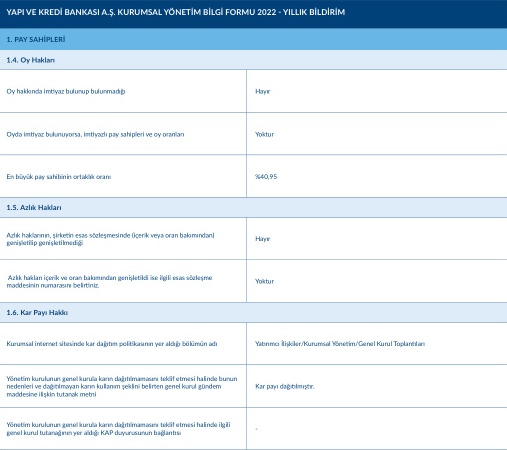 YAPI VE KREDİ BANKASI A.Ş. KURUMSAL YÖNETİM BİLGİ FORMU 2022 - YILLIK BİLDİRİM
1. PAY SAHİPLERİ
1.4. Oy Hakları
Oy hakkında imtiyaz bulunup bulunmadığı
Hayır
Oyda imtiyaz bulunuyorsa, imtiyazlı pay sahipleri ve oy oranları
Yoktur
En büyük pay sahibinin ortaklık oranı
%40,95
1.5. Azlık Hakları
Azlık haklarının, şirketin esas sözleşmesinde (içerik veya oran bakımından)
genişletilip genişletilmediği
Hayır
Azlık hakları içerik ve oran bakımından genişletildi ise ilgili esas sözleşme
maddesinin numarasını belirtiniz.
Yoktur
1.6. Kar Payı Hakkı
Kurumsal internet sitesinde kar dağıtım politikasının yer aldığı bölümün adı
Yatırımcı İlişkiler/Kurumsal Yönetim/Genel Kurul Toplantıları
Yönetim kurulunun genel kurula karın dağıtılmamasını teklif etmesi halinde bunun
nedenleri ve dağıtılmayan karın kullanım şeklini belirten genel kurul gündem
maddesine ilişkin tutanak metni
Kar payı dağıtılmıştır.
Yönetim kurulunun genel kurula karın dağıtılmamasını teklif etmesi halinde ilgili
genel kurul tutanağının yer aldığı KAP duyurusunun bağlantısı
-